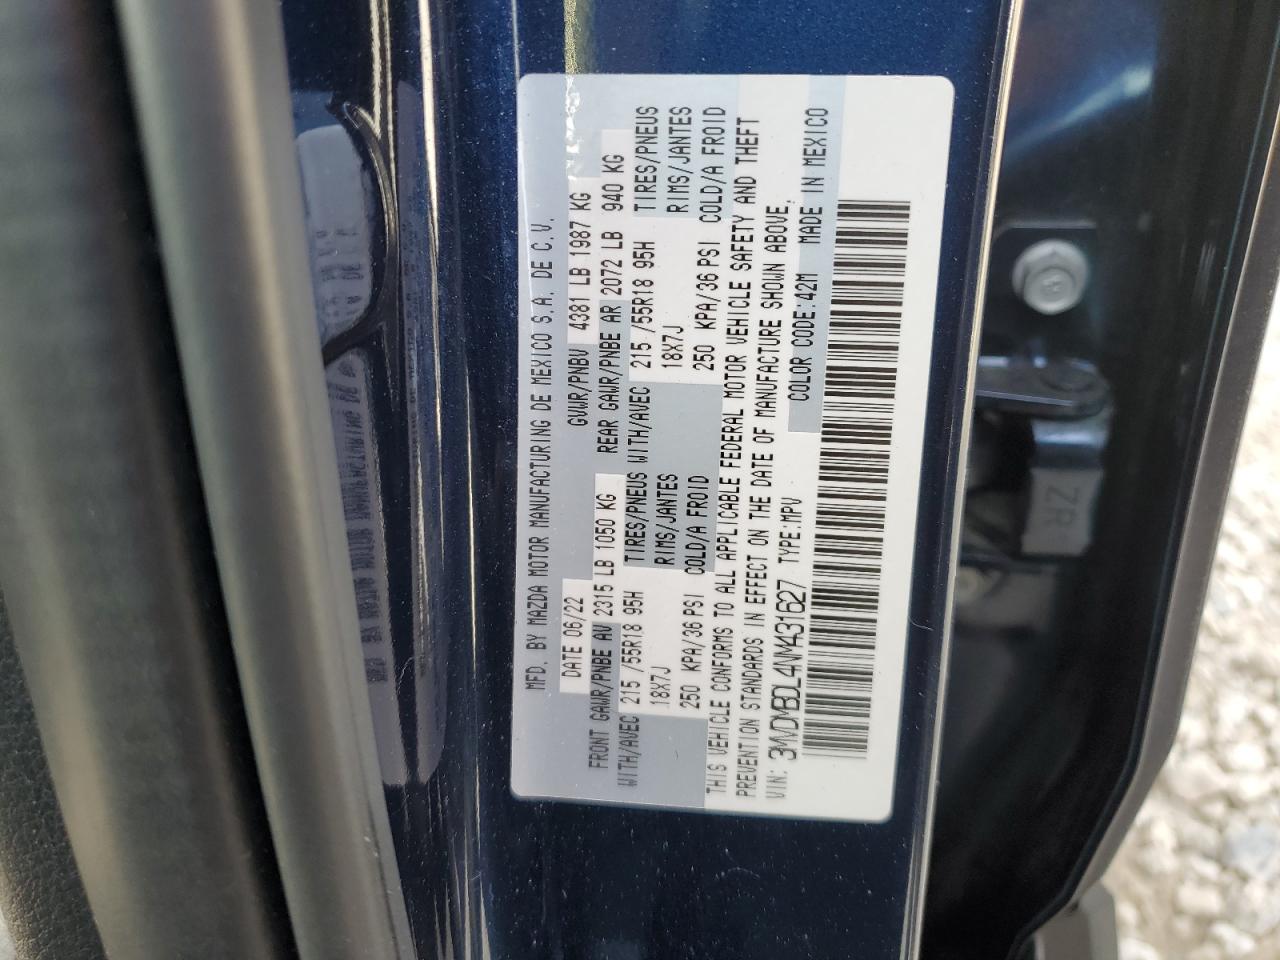 MFD. BY MAZDA MOTOR MANUFACTURING DE MEXICO S.A. DE C.V.
DATE 06/22 GVWR/PNBV 4381 LB 1987 KG
FRONT GAWR/PNBE AV 2315 LB 1050 KG REAR GAWR/PNBE AR 2072 LB 940 KG
WITH/AVEC 215 /55R18 95H TIRES/PNEUS WITH/AVEC 215 /55R18 95H TIRES/PNEUS
18X7J RIMS/JANTES 18X7J RIMS/JANTES
250 KPA/36 PSI COLD/A FROID 250 KPA/36 PSI COLD/A FROID
THIS VEHICLE CONFORMS TO ALL APPLICABLE FEDERAL MOTOR VEHICLE SAFETY AND THEFT
PREVENTION STANDARDS IN EFFECT ON THE DATE OF MANUFACTURE SHOWN ABOVE.
VIN: 3MVDMBDL4NM431627 TYPE:MPV COLOR CODE:42M MADE IN MEXICO
ZR